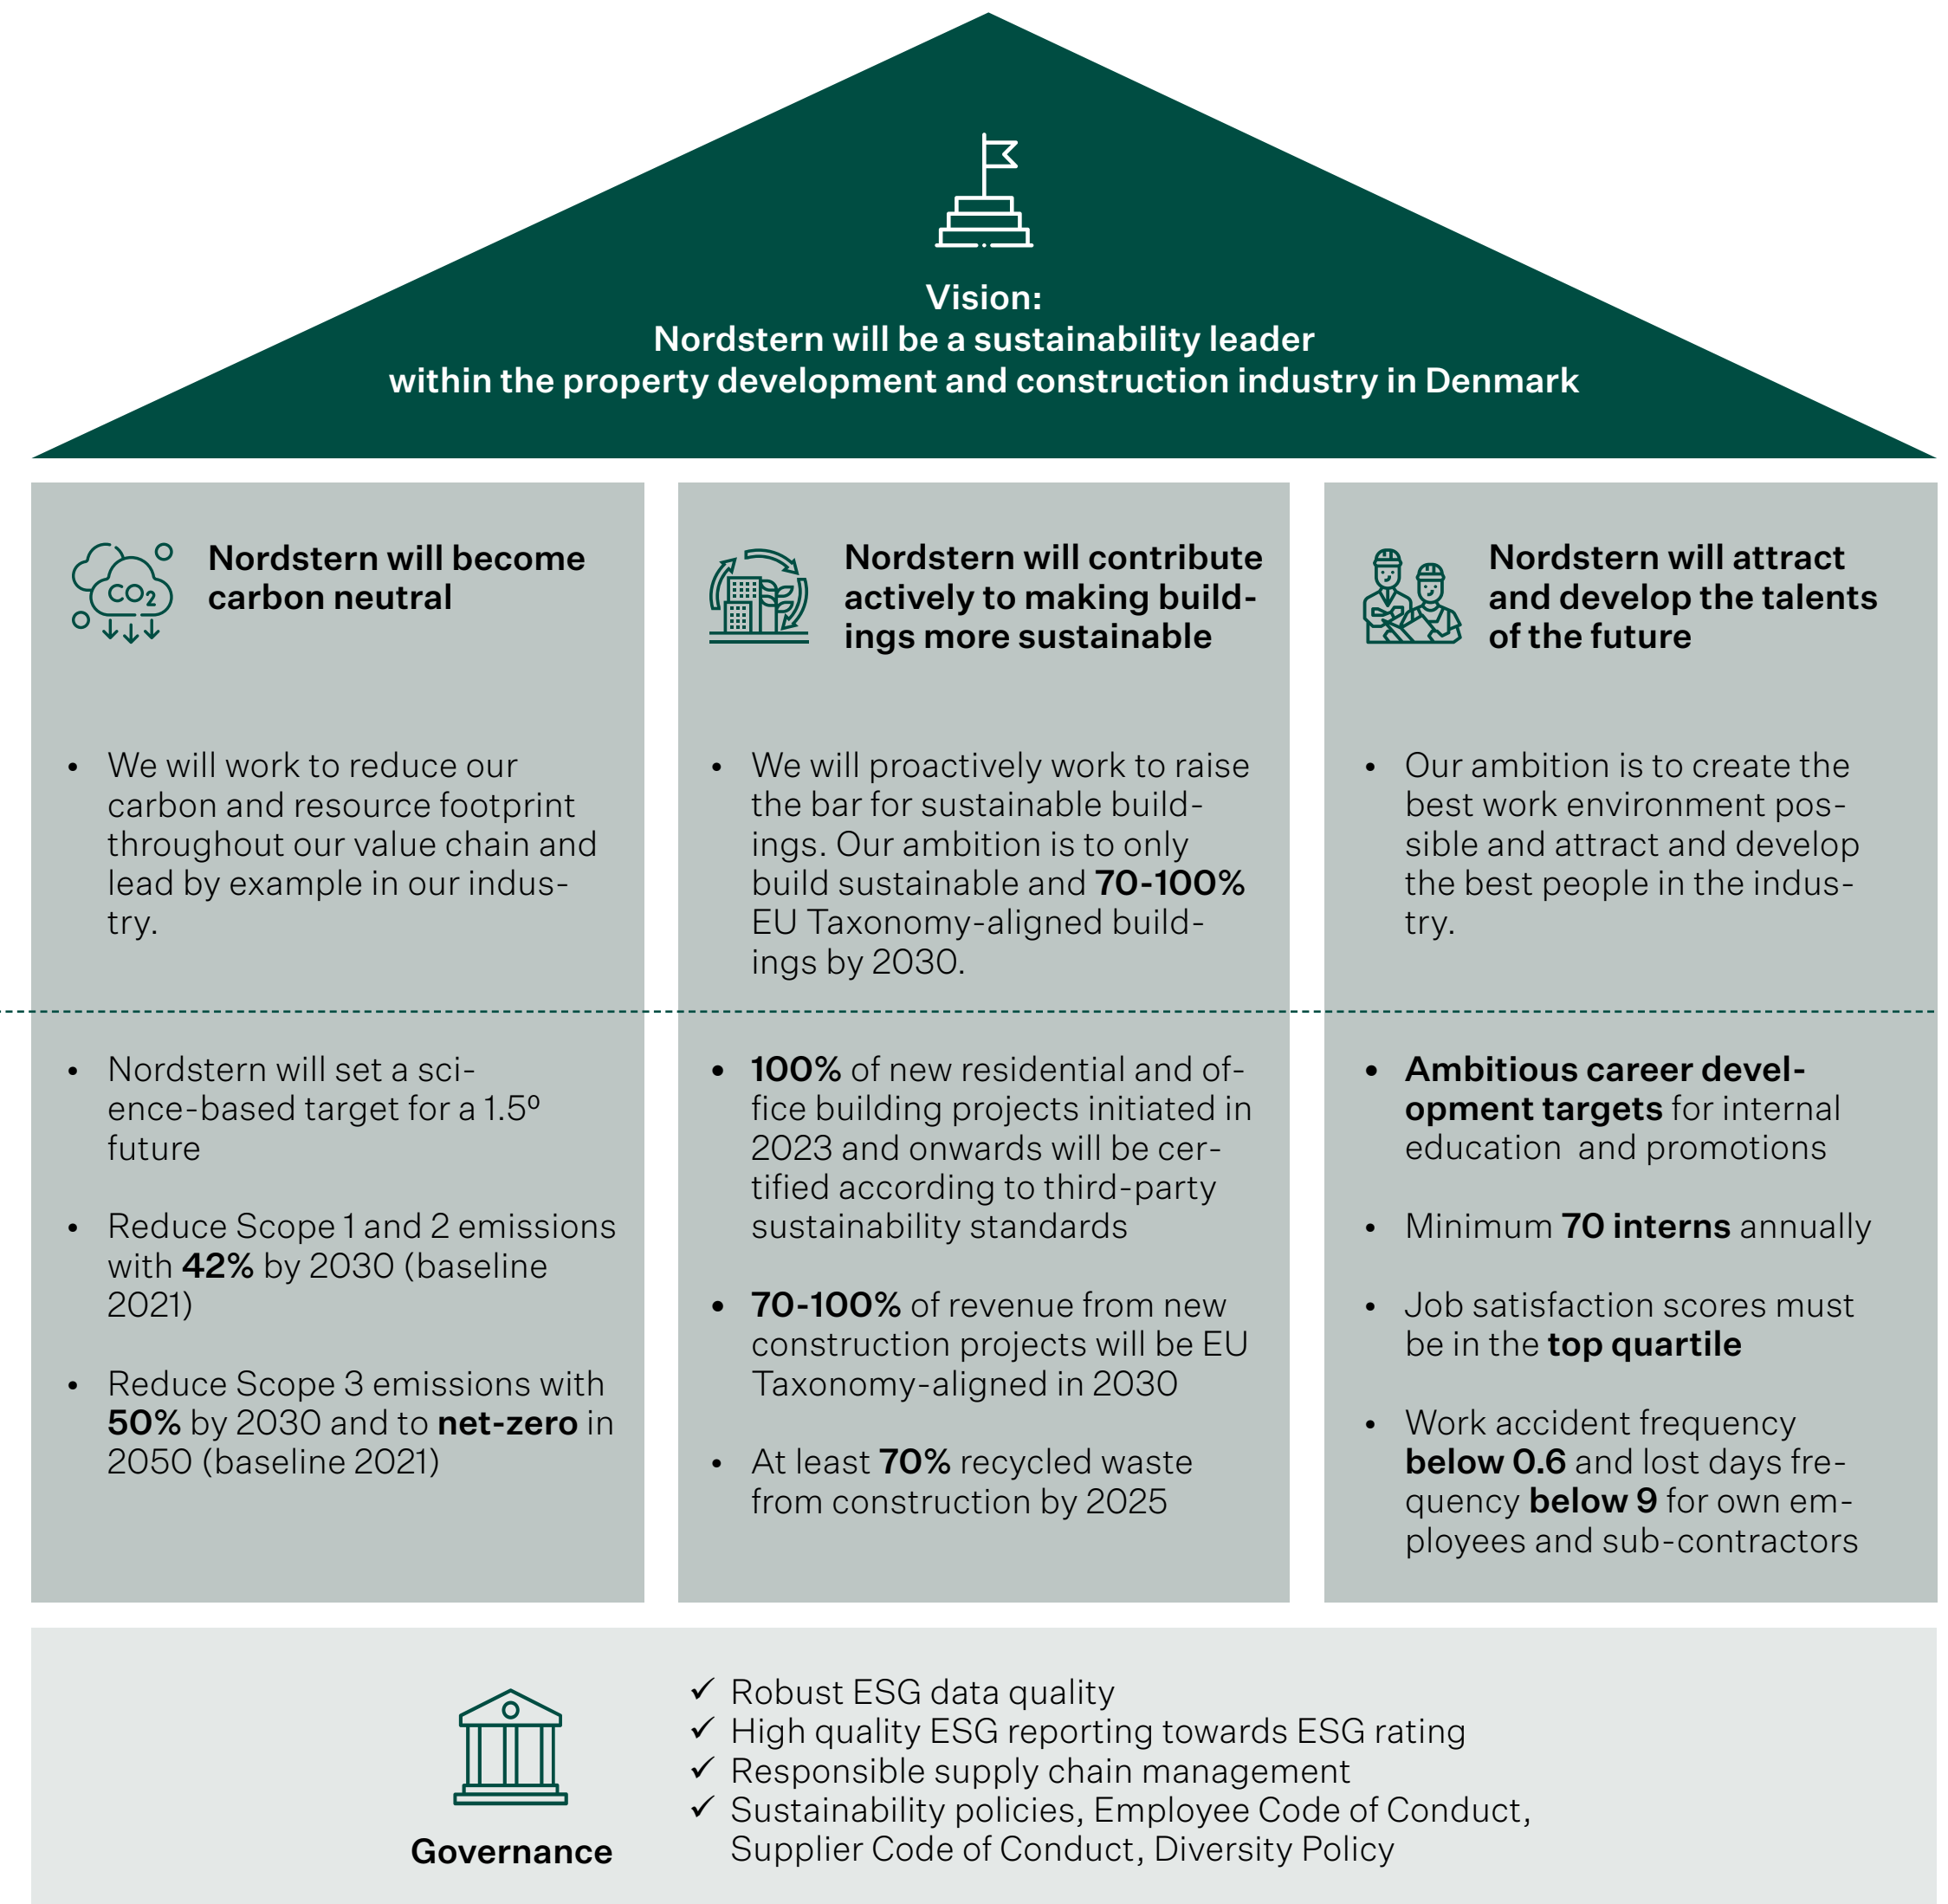 Vision:
Nordstern will be a sustainability leader
within the property development and construction industry in Denmark
CO2
Nordstern will become
carbon neutral
• We will work to reduce our
carbon and resource footprint
throughout our value chain and
lead by example in our indus-
try.
• Nordstern will set a sci-
ence-based target for a 1.5º
future
• Reduce Scope 1 and 2 emissions
with 42% by 2030 (baseline
2021)
• Reduce Scope 3 emissions with
50% by 2030 and to net-zero in
2050 (baseline 2021)
Nordstern will contribute
actively to making build-
ings more sustainable
• We will proactively work to raise
the bar for sustainable build-
ings. Our ambition is to only
build sustainable and 70-100%
EU Taxonomy-aligned build-
ings by 2030.
• 100% of new residential and of-
fice building projects initiated in
2023 and onwards will be cer-
tified according to third-party
sustainability standards
• 70-100% of revenue from new
construction projects will be EU
Taxonomy-aligned in 2030
• At least 70% recycled waste
from construction by 2025
Nordstern will attract
and develop the talents
of the future
• Our ambition is to create the
best work environment pos-
sible and attract and develop
the best people in the indus-
try.
• Ambitious career devel-
opment targets for internal
education  and promotions
• Minimum 70 interns annually
• Job satisfaction scores must
be in the top quartile
• Work accident frequency
below 0.6 and lost days fre-
quency below 9 for own em-
ployees and sub-contractors
Governance
✓ Robust ESG data quality
✓ High quality ESG reporting towards ESG rating
✓ Responsible supply chain management
✓ Sustainability policies, Employee Code of Conduct,
Supplier Code of Conduct, Diversity Policy